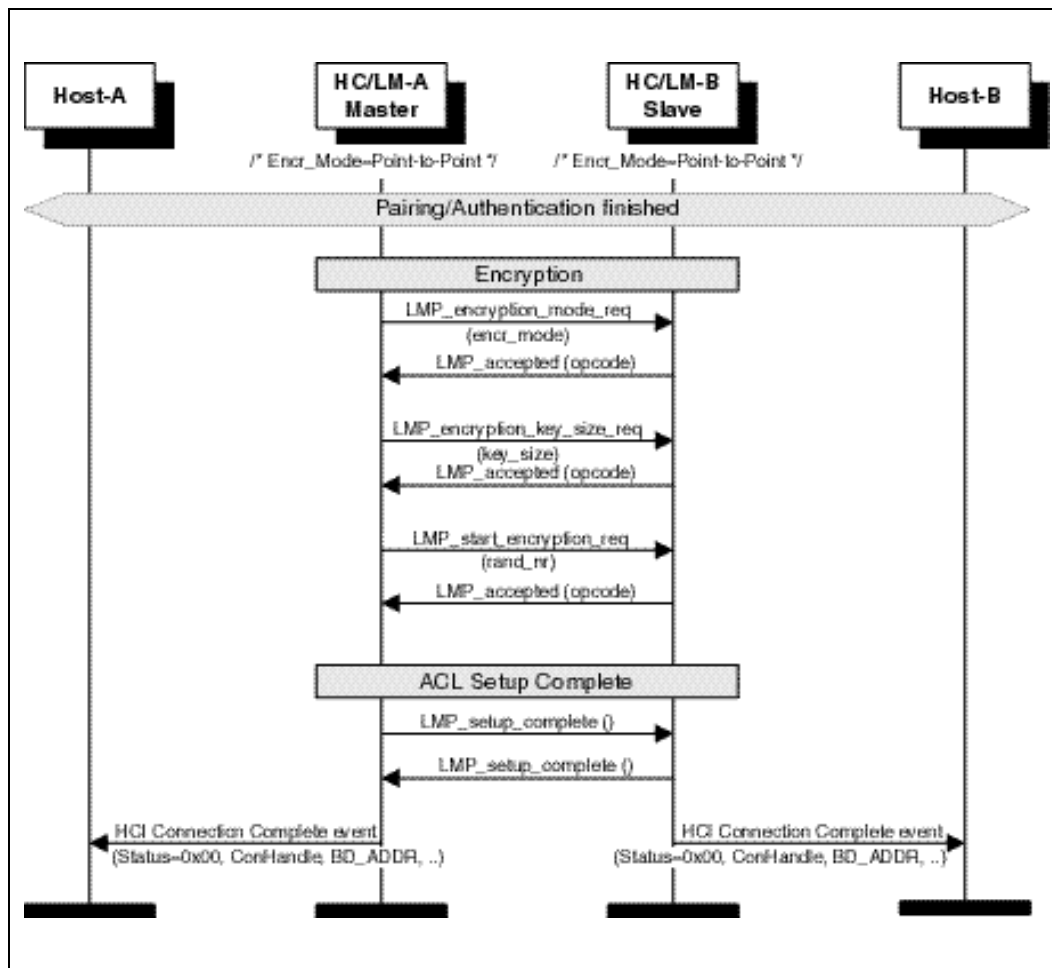 Host-A
HC/LM-A
Master
HC/LM-B
Slave
Host-B
/* Encr_Mode=Point-to-Point */
/* Encr_Mode=Point-to-Point */
Pairing/Authentication finished
Encryption
LMP_encryption_mode_req
(encr_mode)
LMP_accepted (opcode)
LMP_encryption_key_size_req
(key_size)
LMP_accepted (opcode)
LMP_start_encryption_req
(rand_nr)
LMP_accepted (opcode)
ACL Setup Complete
LMP_setup_complete ()
LMP_setup_complete ()
HCI Connection Complete event
(Status=0x00, ConHandle, BD_ADDR, ..)
HCI Connection Complete event
(Status=0x00, ConHandle, BD_ADDR, ..)